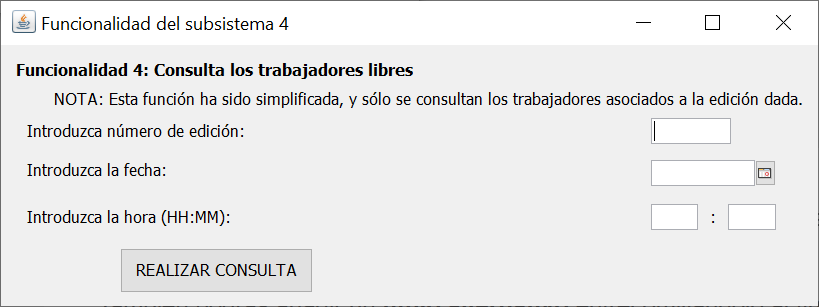 Funcionalidad del subsistema 4
Funcionalidad 4: Consulta los trabajadores libres
NOTA: Esta función ha sido simplificada, y sólo se consultan los trabajadores asociados a la edición dada.
Introduzca número de edición:
Introduzca la fecha:
Introduzca la hora (HH:MM): :
REALIZAR CONSULTA